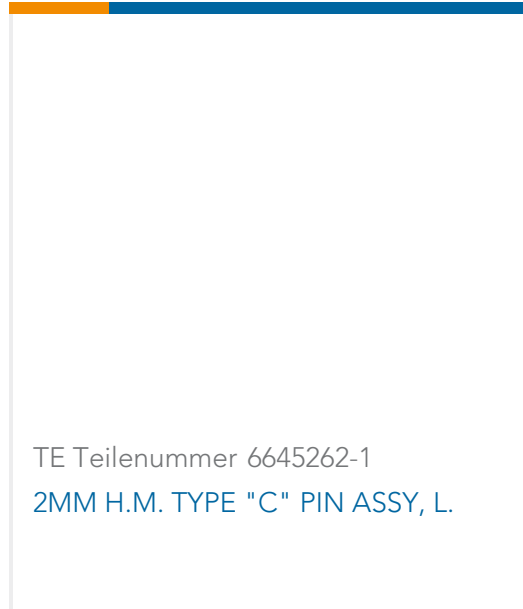 TE Teilenummer 6645262-1
2MM H.M. TYPE "C" PIN ASSY, L.